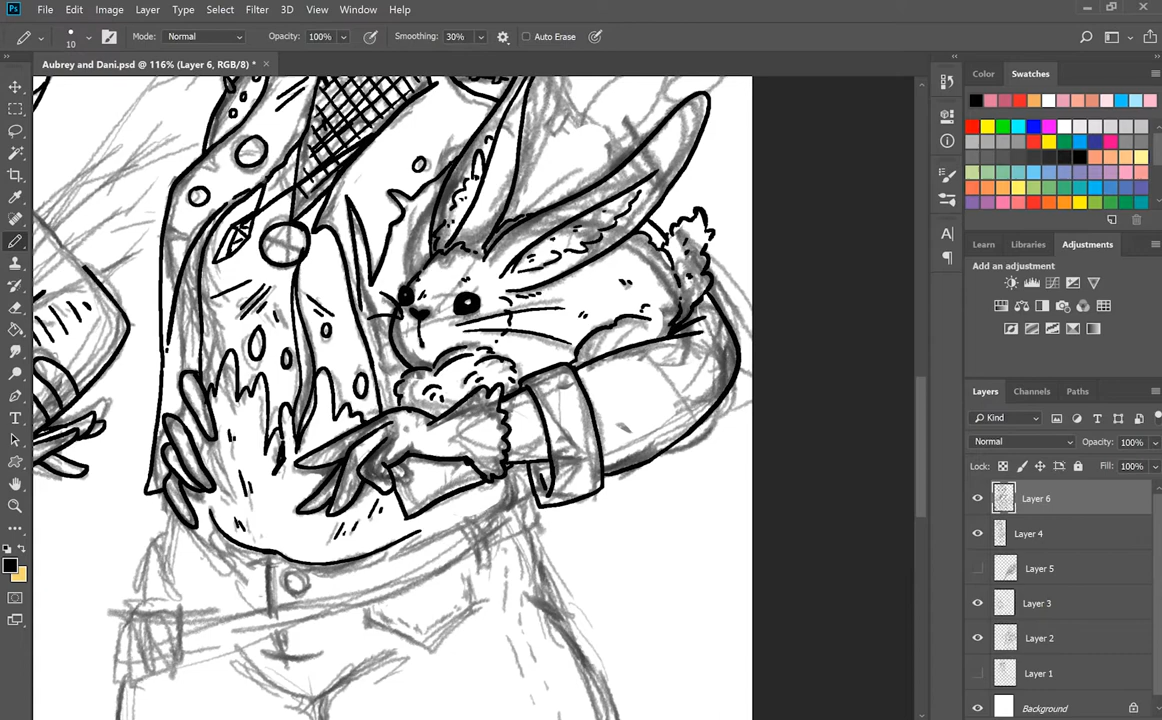 Ps File Edit Image Layer Type Select Filter 3D View Window Help
10 Mode: Normal Opacity: 100% Smoothing: 30% Auto Erase
Aubrey and Dani.psd @ 116% (Layer 6, RGB/8) *
Color Swatches
Learn Libraries Adjustments
Add an adjustment
Layers Channels Paths
Kind
Normal Opacity: 100%
Lock: Fill: 100%
Layer 6
Layer 4
Layer 5
Layer 3
Layer 2
Layer 1
Background